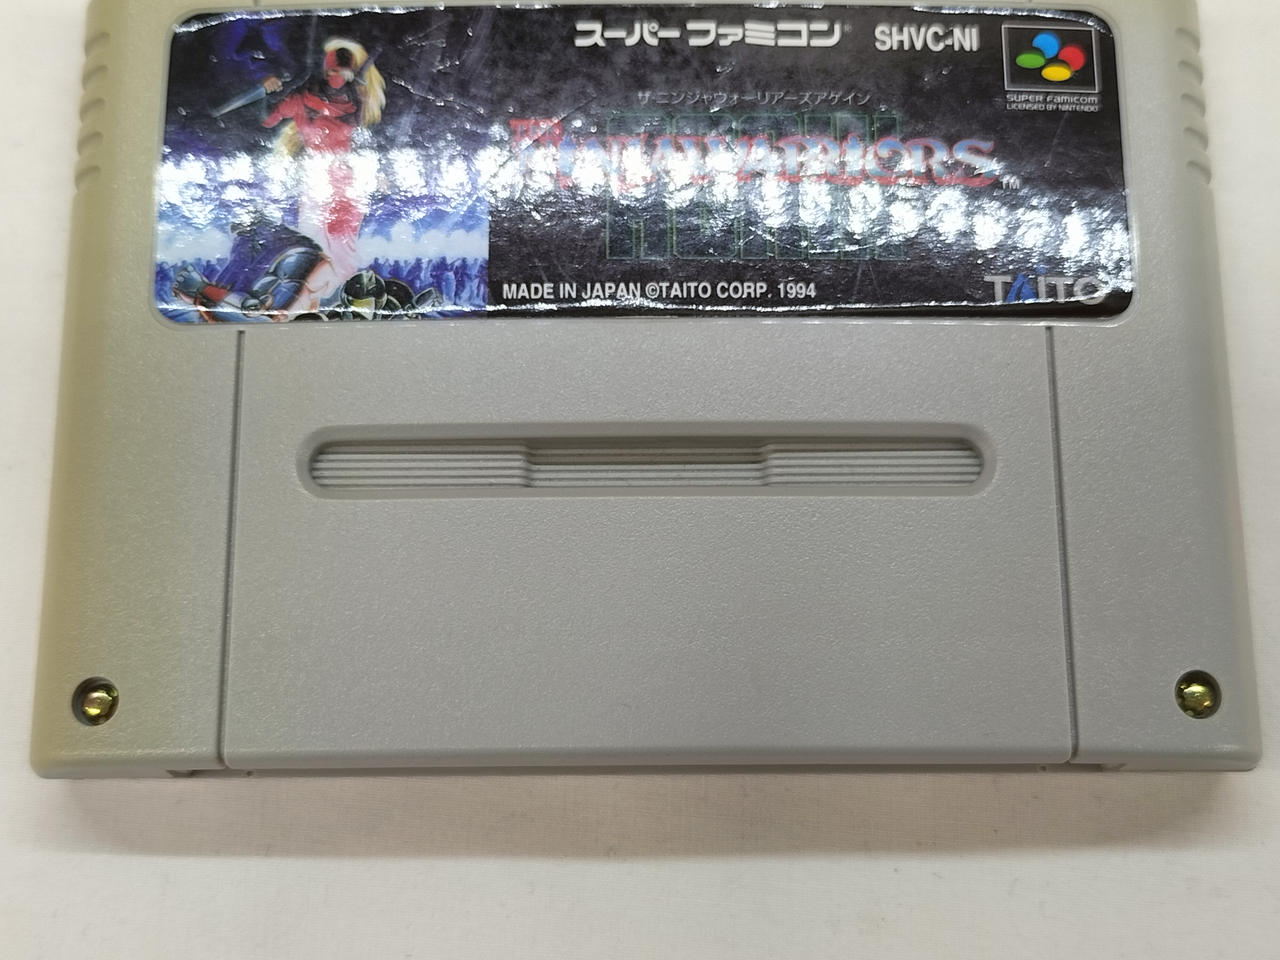 スーパーファミコン® SHVC-NI
SUPER FAMICOM
LICENSED BY NINTENDO
ザ・ニンジャウォーリアーズアゲイン
THE
NINJAWARRIORS™
MADE IN JAPAN ©TAITO CORP. 1994
TAITO